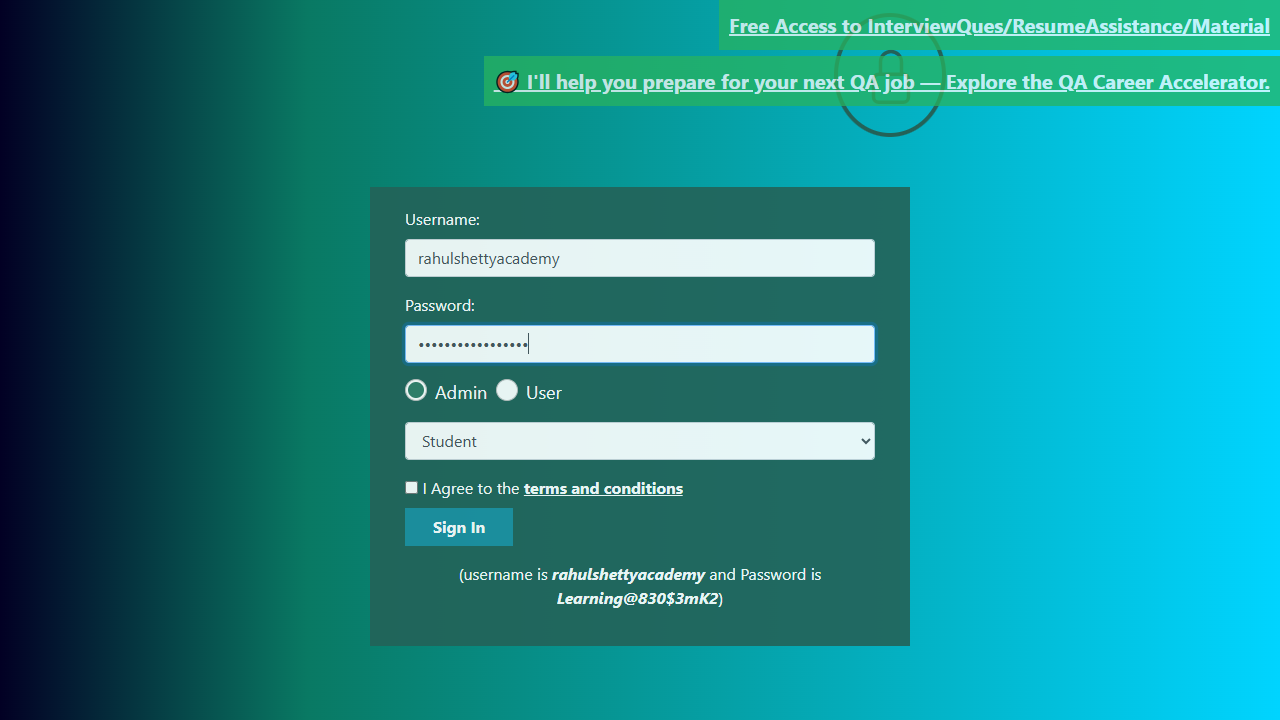 Free Access to InterviewQues/ResumeAssistance/Material
🎯 I'll help you prepare for your next QA job — Explore the QA Career Accelerator.
Username:
rahulshettyacademy
Password:
•••••••••••••••••
Admin User
Student
I Agree to the terms and conditions
Sign In
(username is rahulshettyacademy and Password is
Learning@830$3mK2)